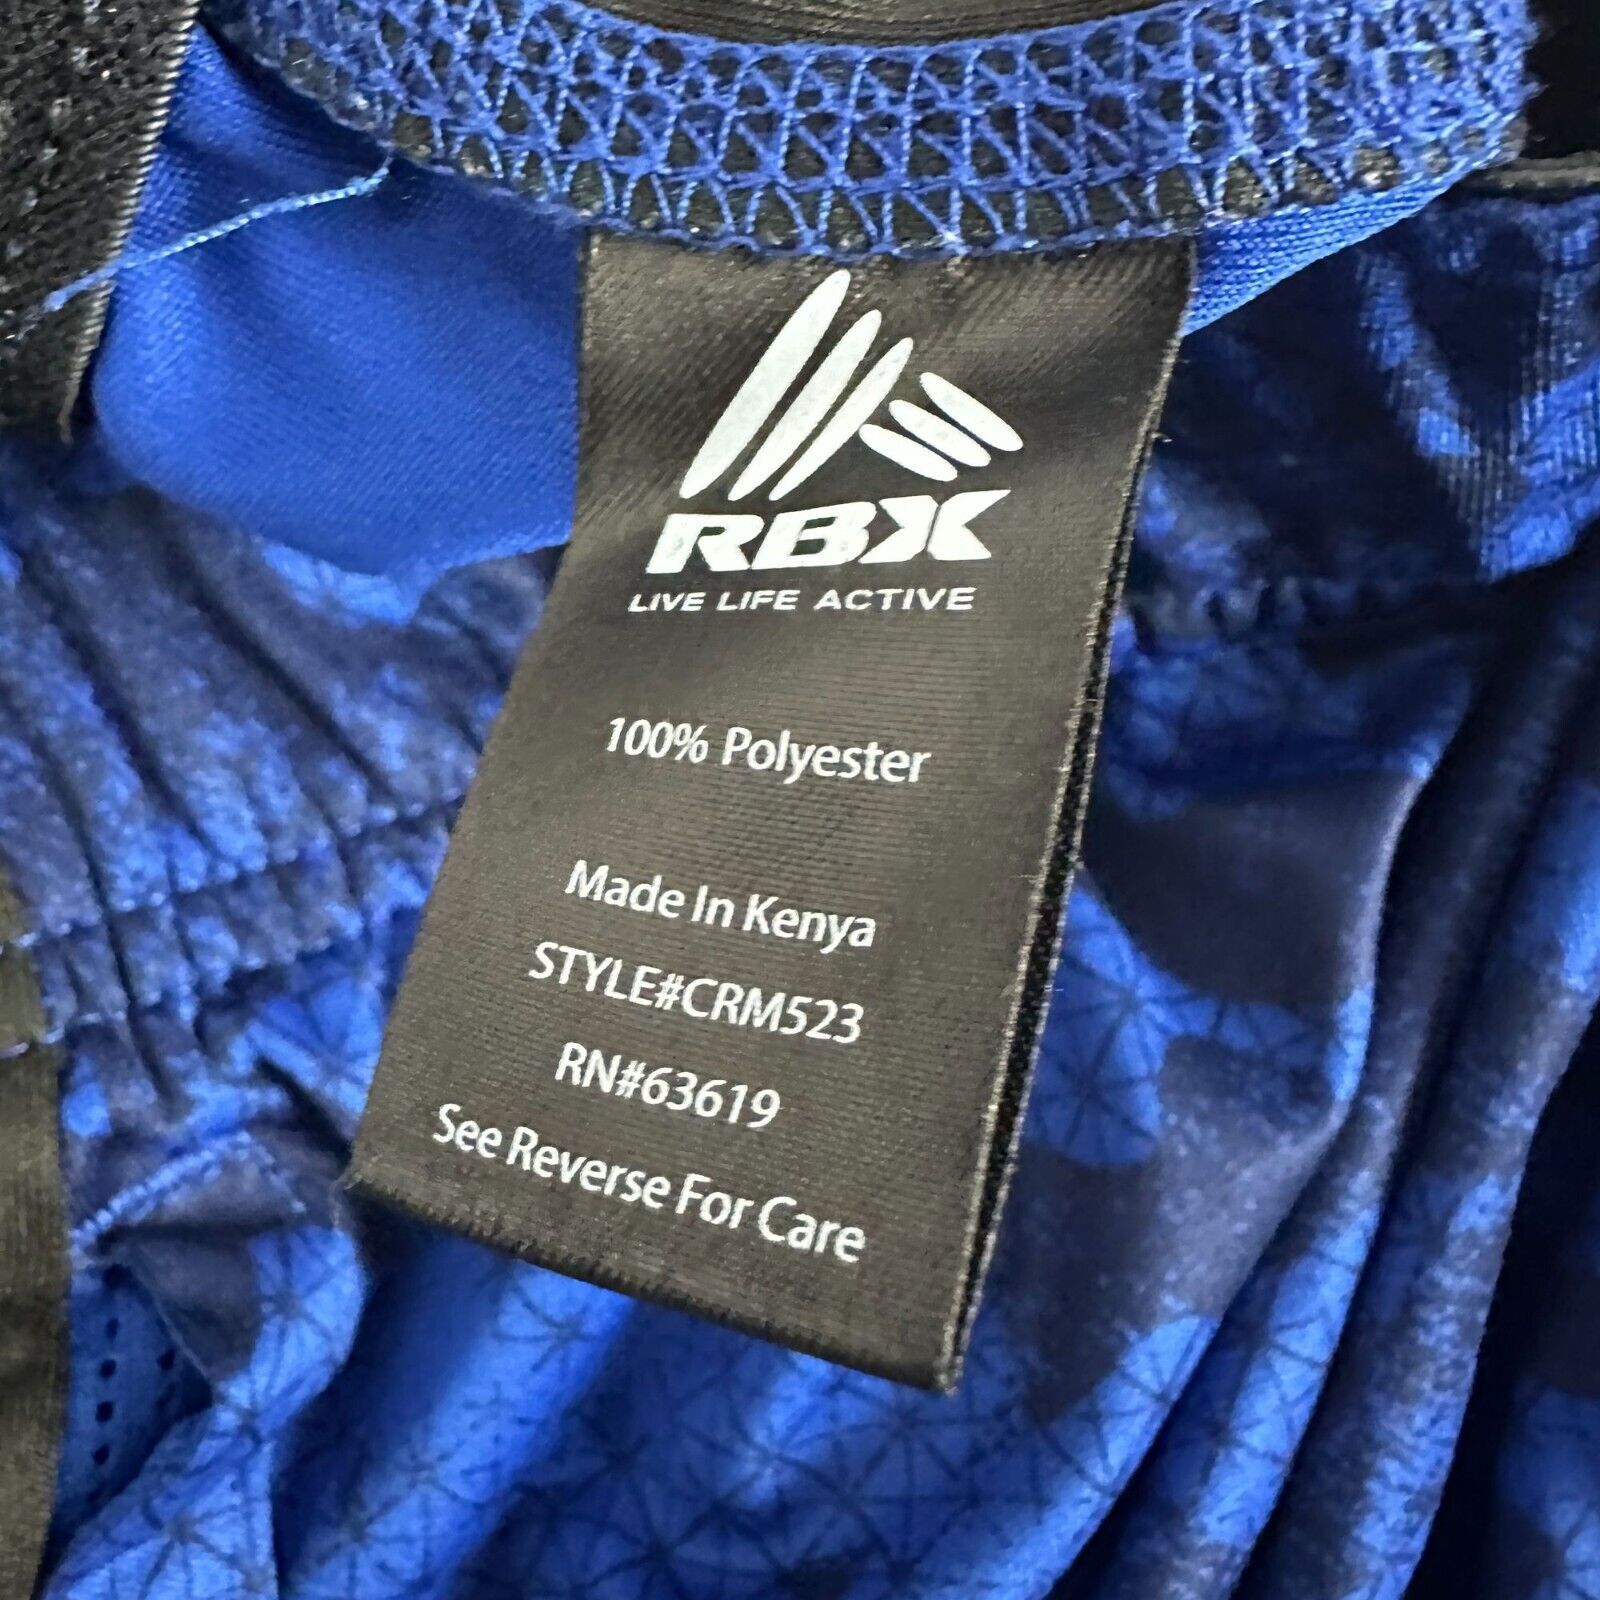 RBX
LIVE LIFE ACTIVE
100% Polyester
Made In Kenya
STYLE#CRM523
RN#63619
See Reverse For Care